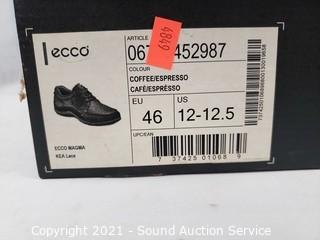 ecco
ARTICLE
4849
067 452987
COLOUR
COFFEE/ESPRESSO
CAFÉ/ESPRESSO
EU
US
46
12-12.5
ECCO MAGMA
KEA Lace
UPC/EAN
7 37425 01068 9
Copyright 2021 - Sound Auction Service